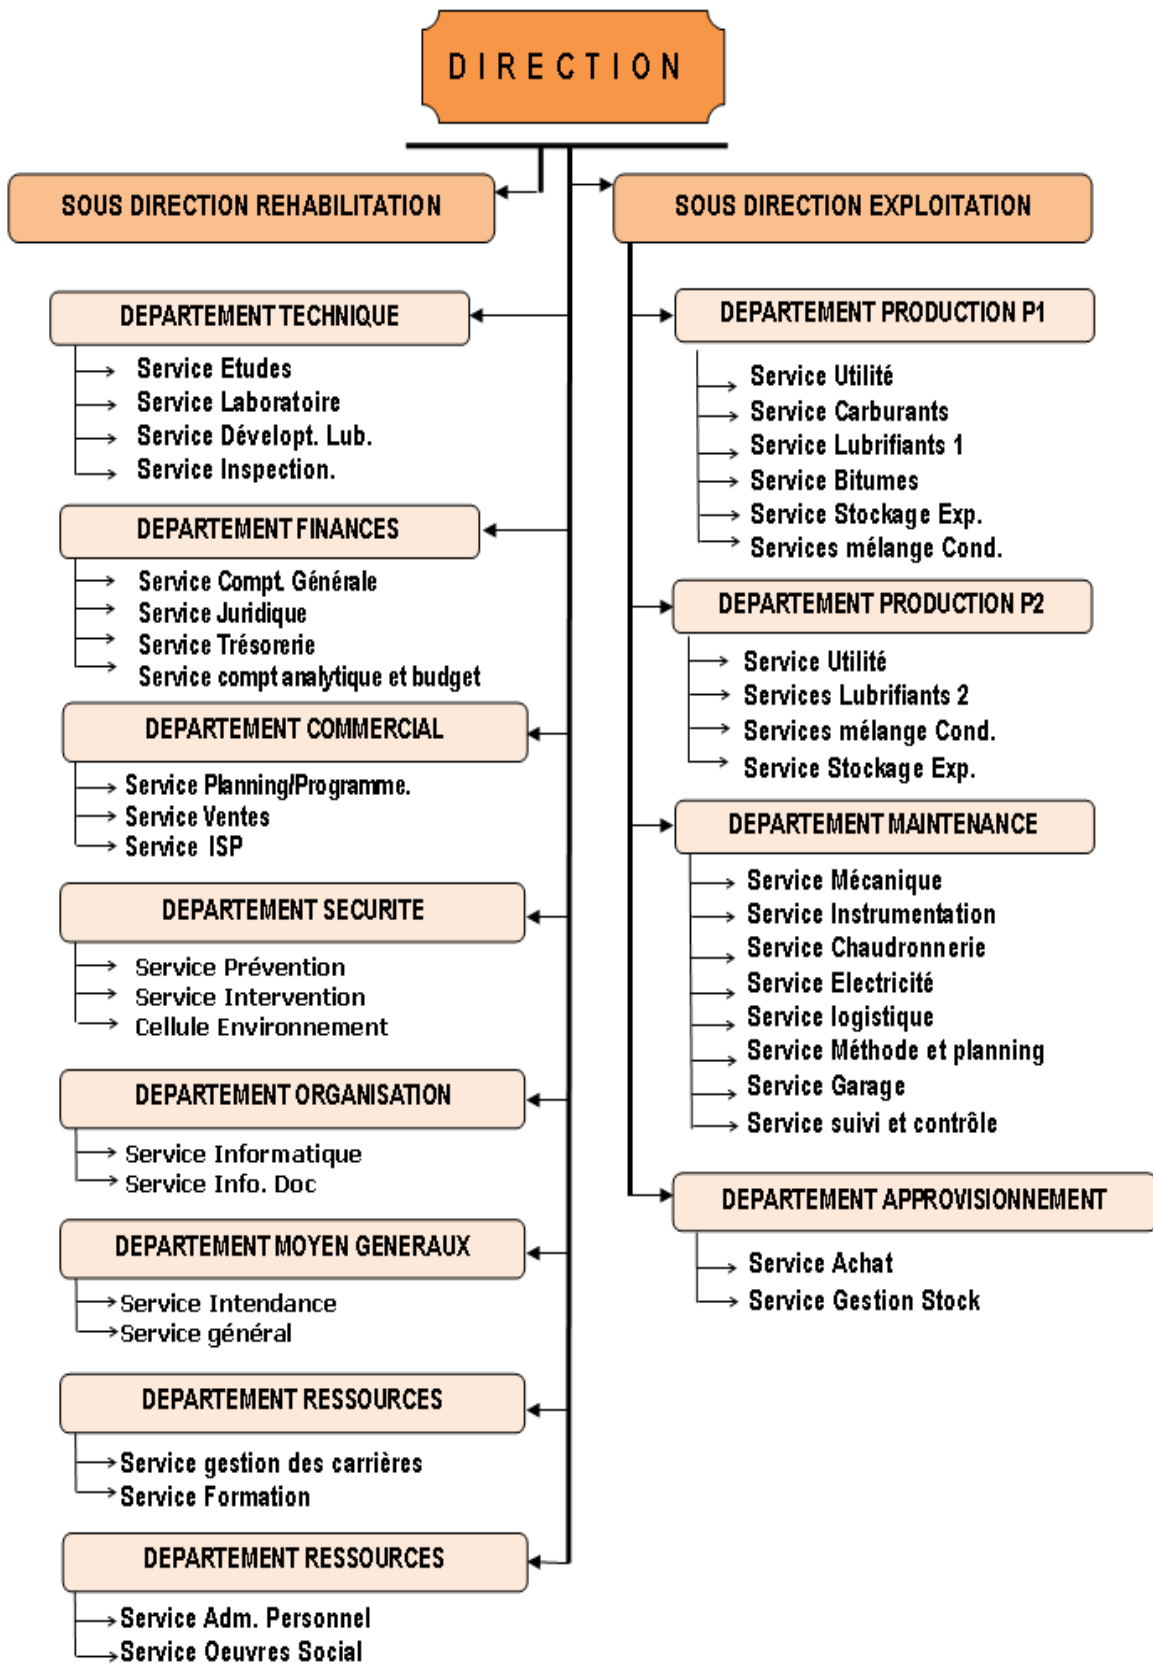 DIRECTION
SOUS DIRECTION REHABILITATION
SOUS DIRECTION EXPLOITATION
DEPARTEMENT TECHNIQUE
Service Etudes
Service Laboratoire
Service Dévelopt. Lub.
Service Inspection.
DEPARTEMENT FINANCES
Service Compt. Générale
Service Juridique
Service Trésorerie
Service compt analytique et budget
DEPARTEMENT COMMERCIAL
Service Planning/Programme.
Service Ventes
Service ISP
DEPARTEMENT SECURITE
Service Prévention
Service Intervention
Cellule Environnement
DEPARTEMENT ORGANISATION
Service Informatique
Service Info. Doc
DEPARTEMENT MOYEN GENERAUX
Service Intendance
Service général
DEPARTEMENT RESSOURCES
Service gestion des carrières
Service Formation
DEPARTEMENT RESSOURCES
Service Adm. Personnel
Service Oeuvres Social
DEPARTEMENT PRODUCTION P1
Service Utilité
Service Carburants
Service Lubrifiants 1
Service Bitumes
Service Stockage Exp.
Services mélange Cond.
DEPARTEMENT PRODUCTION P2
Service Utilité
Services Lubrifiants 2
Services mélange Cond.
Service Stockage Exp.
DEPARTEMENT MAINTENANCE
Service Mécanique
Service Instrumentation
Service Chaudronnerie
Service Electricité
Service logistique
Service Méthode et planning
Service Garage
Service suivi et contrôle
DEPARTEMENT APPROVISIONNEMENT
Service Achat
Service Gestion Stock